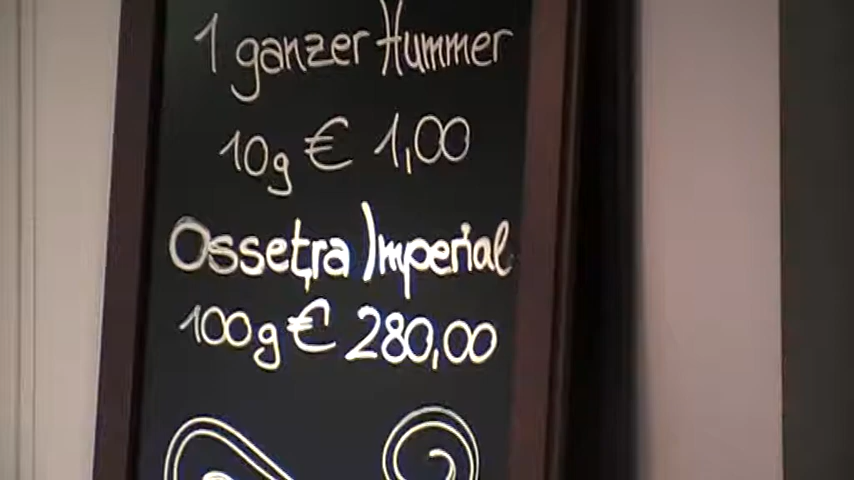 1 ganzer Hummer
10g € 1,00
Ossetra Imperial
100g € 280,00